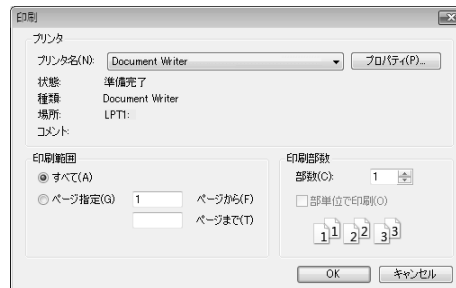 印刷
プリンタ
プリンタ名(N): Document Writer プロパティ(P)...
状態: 準備完了
種類: Document Writer
場所: LPT1:
コメント:
印刷範囲
すべて(A)
ページ指定(G) 1 ページから(F)
ページまで(T)
印刷部数
部数(C): 1
部単位で印刷(O)
1 1 2 2 3 3
OK キャンセル